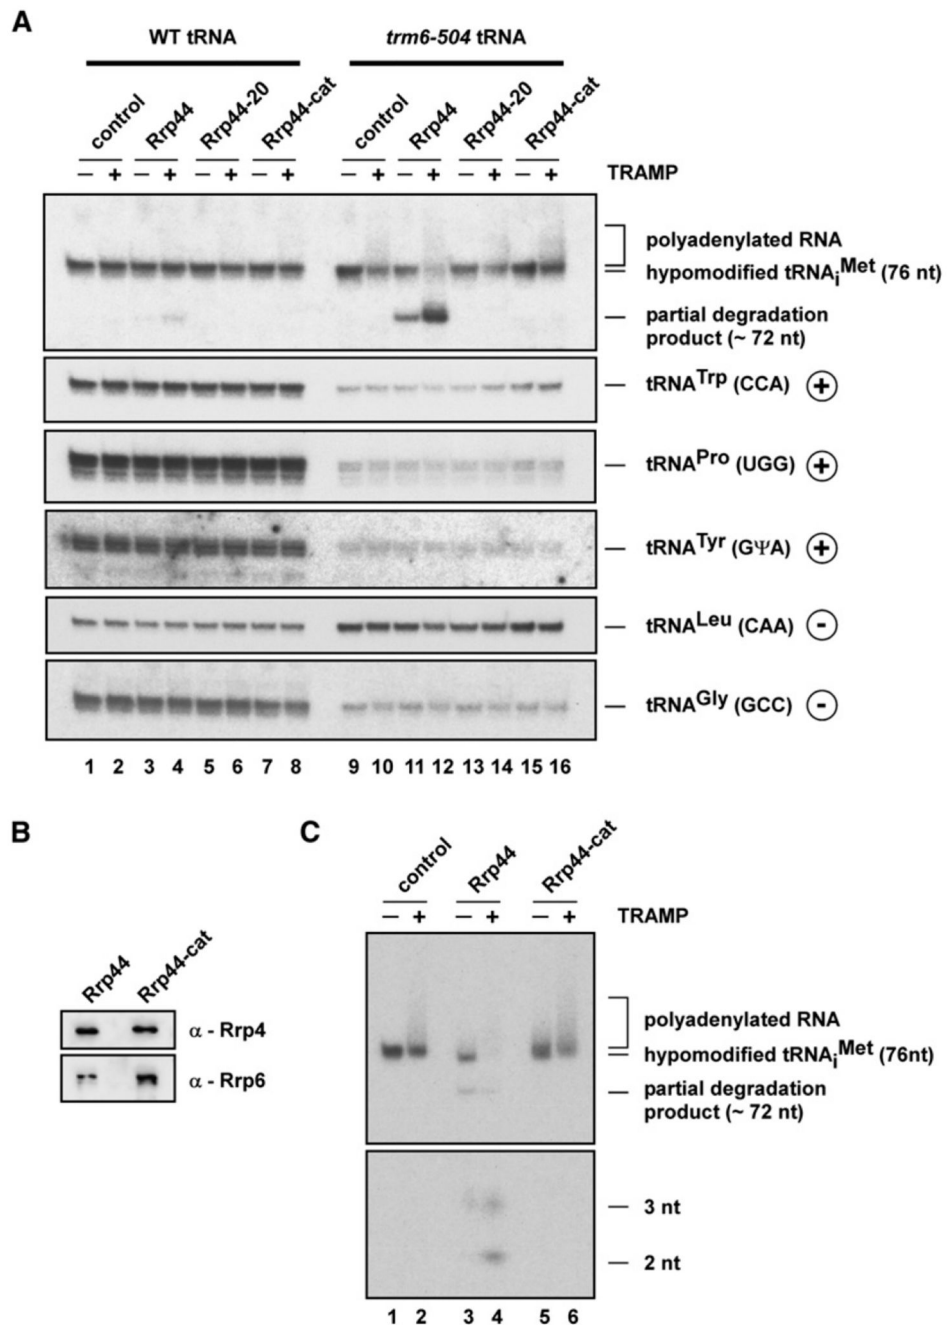 A
WT tRNA
trm6-504 tRNA
control
Rrp44
Rrp44-20
Rrp44-cat
control
Rrp44
Rrp44-20
Rrp44-cat
− + − + − + − + − + − + − + − + TRAMP
polyadenylated RNA
hypomodified tRNAiMet (76 nt)
partial degradation
product (~ 72 nt)
tRNATrp (CCA) +
tRNAPro (UGG) +
tRNATyr (GΨA) +
tRNALeu (CAA) -
tRNAGly (GCC) -
1 2 3 4 5 6 7 8 9 10 11 12 13 14 15 16
B
Rrp44
Rrp44-cat
α - Rrp4
α - Rrp6
C
control
Rrp44
Rrp44-cat
− + − + − + TRAMP
polyadenylated RNA
hypomodified tRNAiMet (76nt)
partial degradation
product (~ 72 nt)
3 nt
2 nt
1 2 3 4 5 6